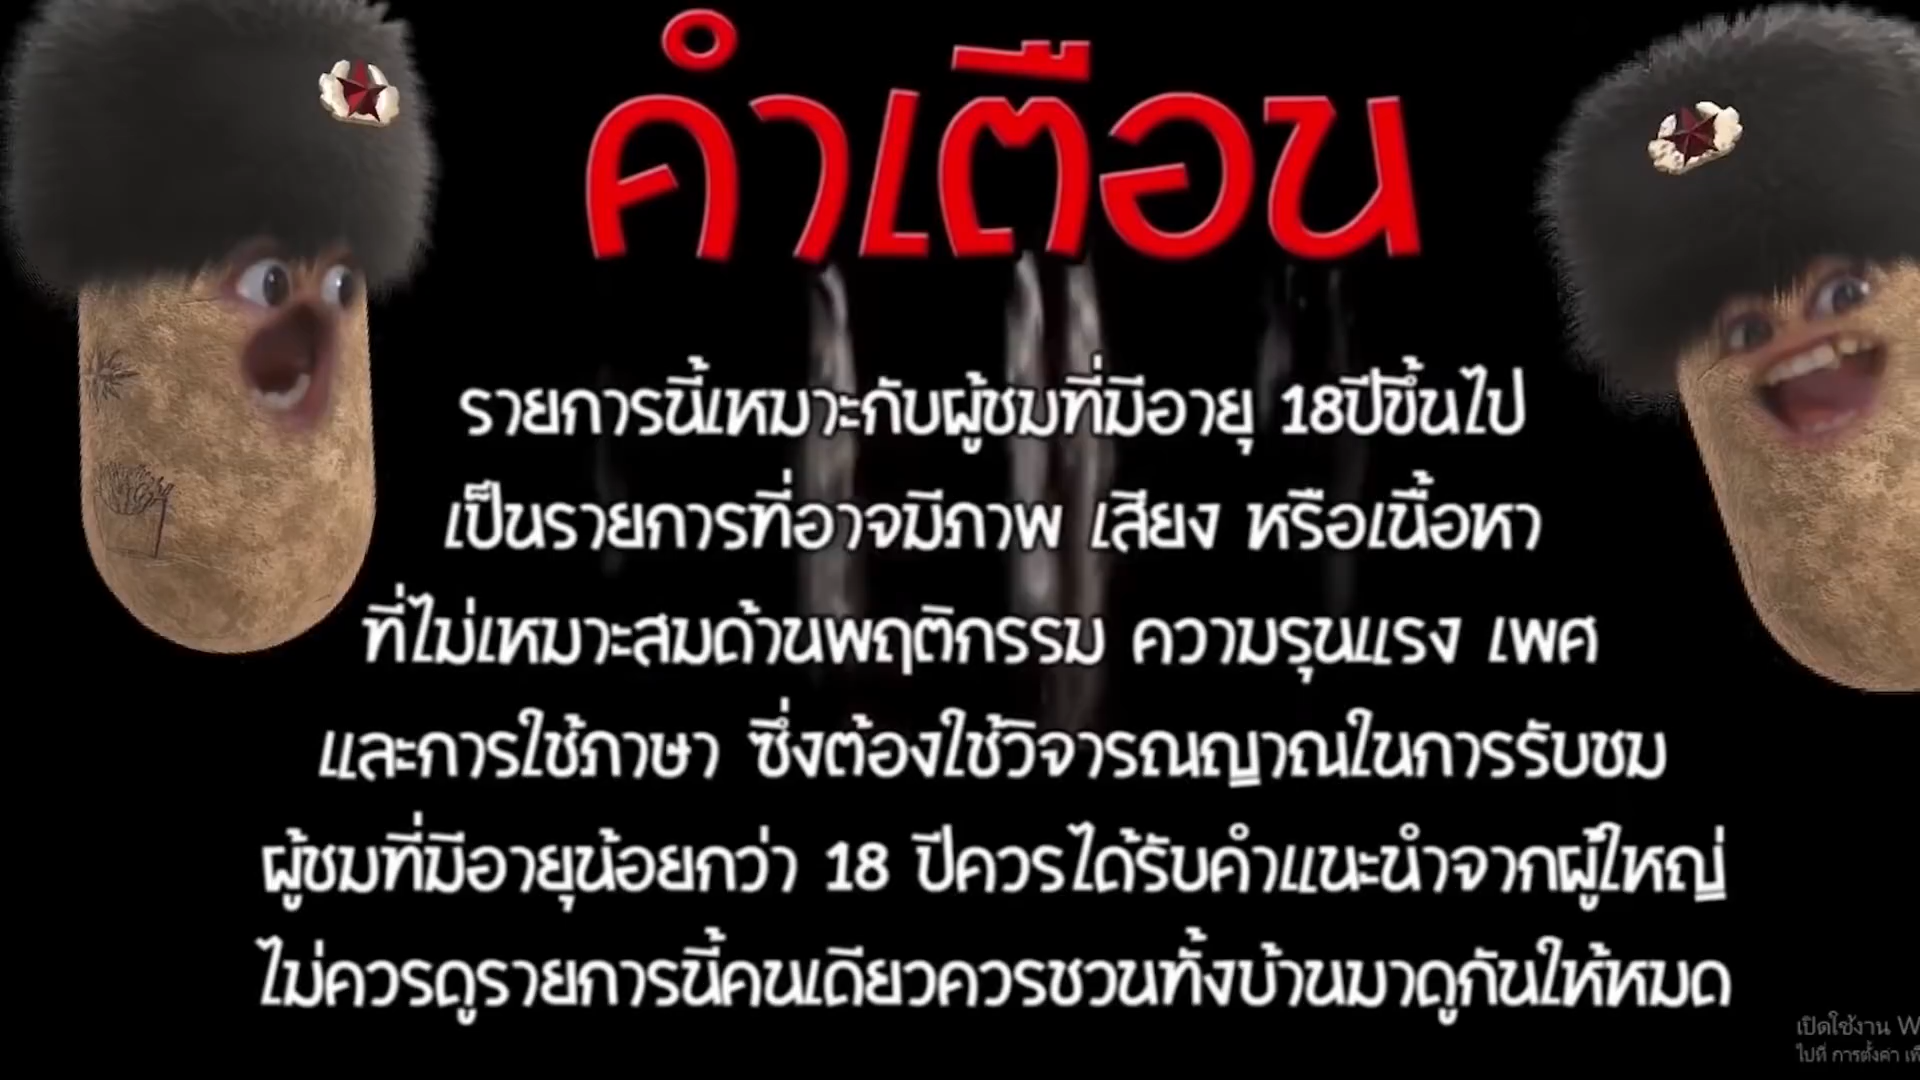 คำเตือน
รายการนี้เหมาะกับผู้ชมที่มีอายุ 18ปีขึ้นไป
เป็นรายการที่อาจมีภาพ เสียง หรือเนื้อหา
ที่ไม่เหมาะสมด้านพฤติกรรม ความรุนแรง เพศ
และการใช้ภาษา ซึ่งต้องใช้วิจารณญาณในการรับชม
ผู้ชมที่มีอายุน้อยกว่า 18 ปีควรได้รับคำแนะนำจากผู้ใหญ่
ไม่ควรดูรายการนี้คนเดียวควรชวนทั้งบ้านมาดูกันให้หมด
เปิดใช้งาน W
ไปที่ การตั้งค่า เพื